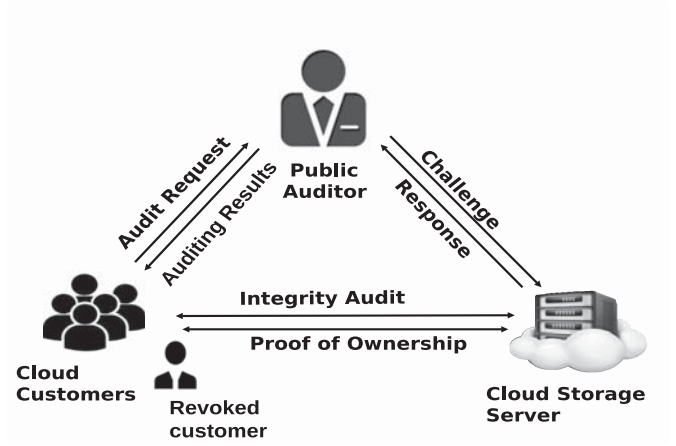 Public
Auditor
Audit Request
Auditing Results
Challenge
Response
Integrity Audit
Proof of Ownership
Cloud
Customers
Revoked
customer
Cloud Storage
Server